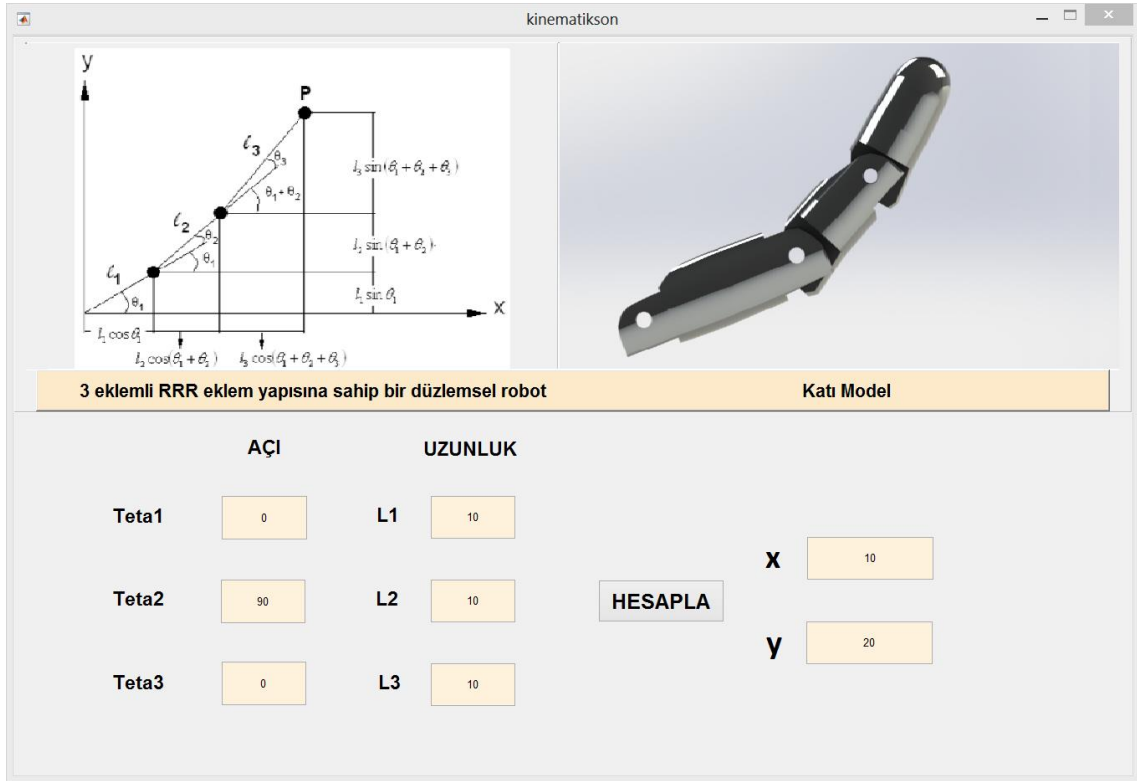 kinematikson
y
P
ℓ3
θ3
l3 sin(θ1 + θ2 + θ3)
θ1 + θ2
ℓ2
θ2
l2 sin(θ1 + θ2)
θ1
ℓ1
θ1
l1 sin θ1
x
l1 cos θ1
l2 cos(θ1 + θ2)
l3 cos(θ1 + θ2 + θ3)
3 eklemli RRR eklem yapısına sahip bir düzlemsel robot
Katı Model
AÇI
UZUNLUK
Teta1
0
L1
10
x
10
Teta2
90
L2
10
HESAPLA
y
20
Teta3
0
L3
10